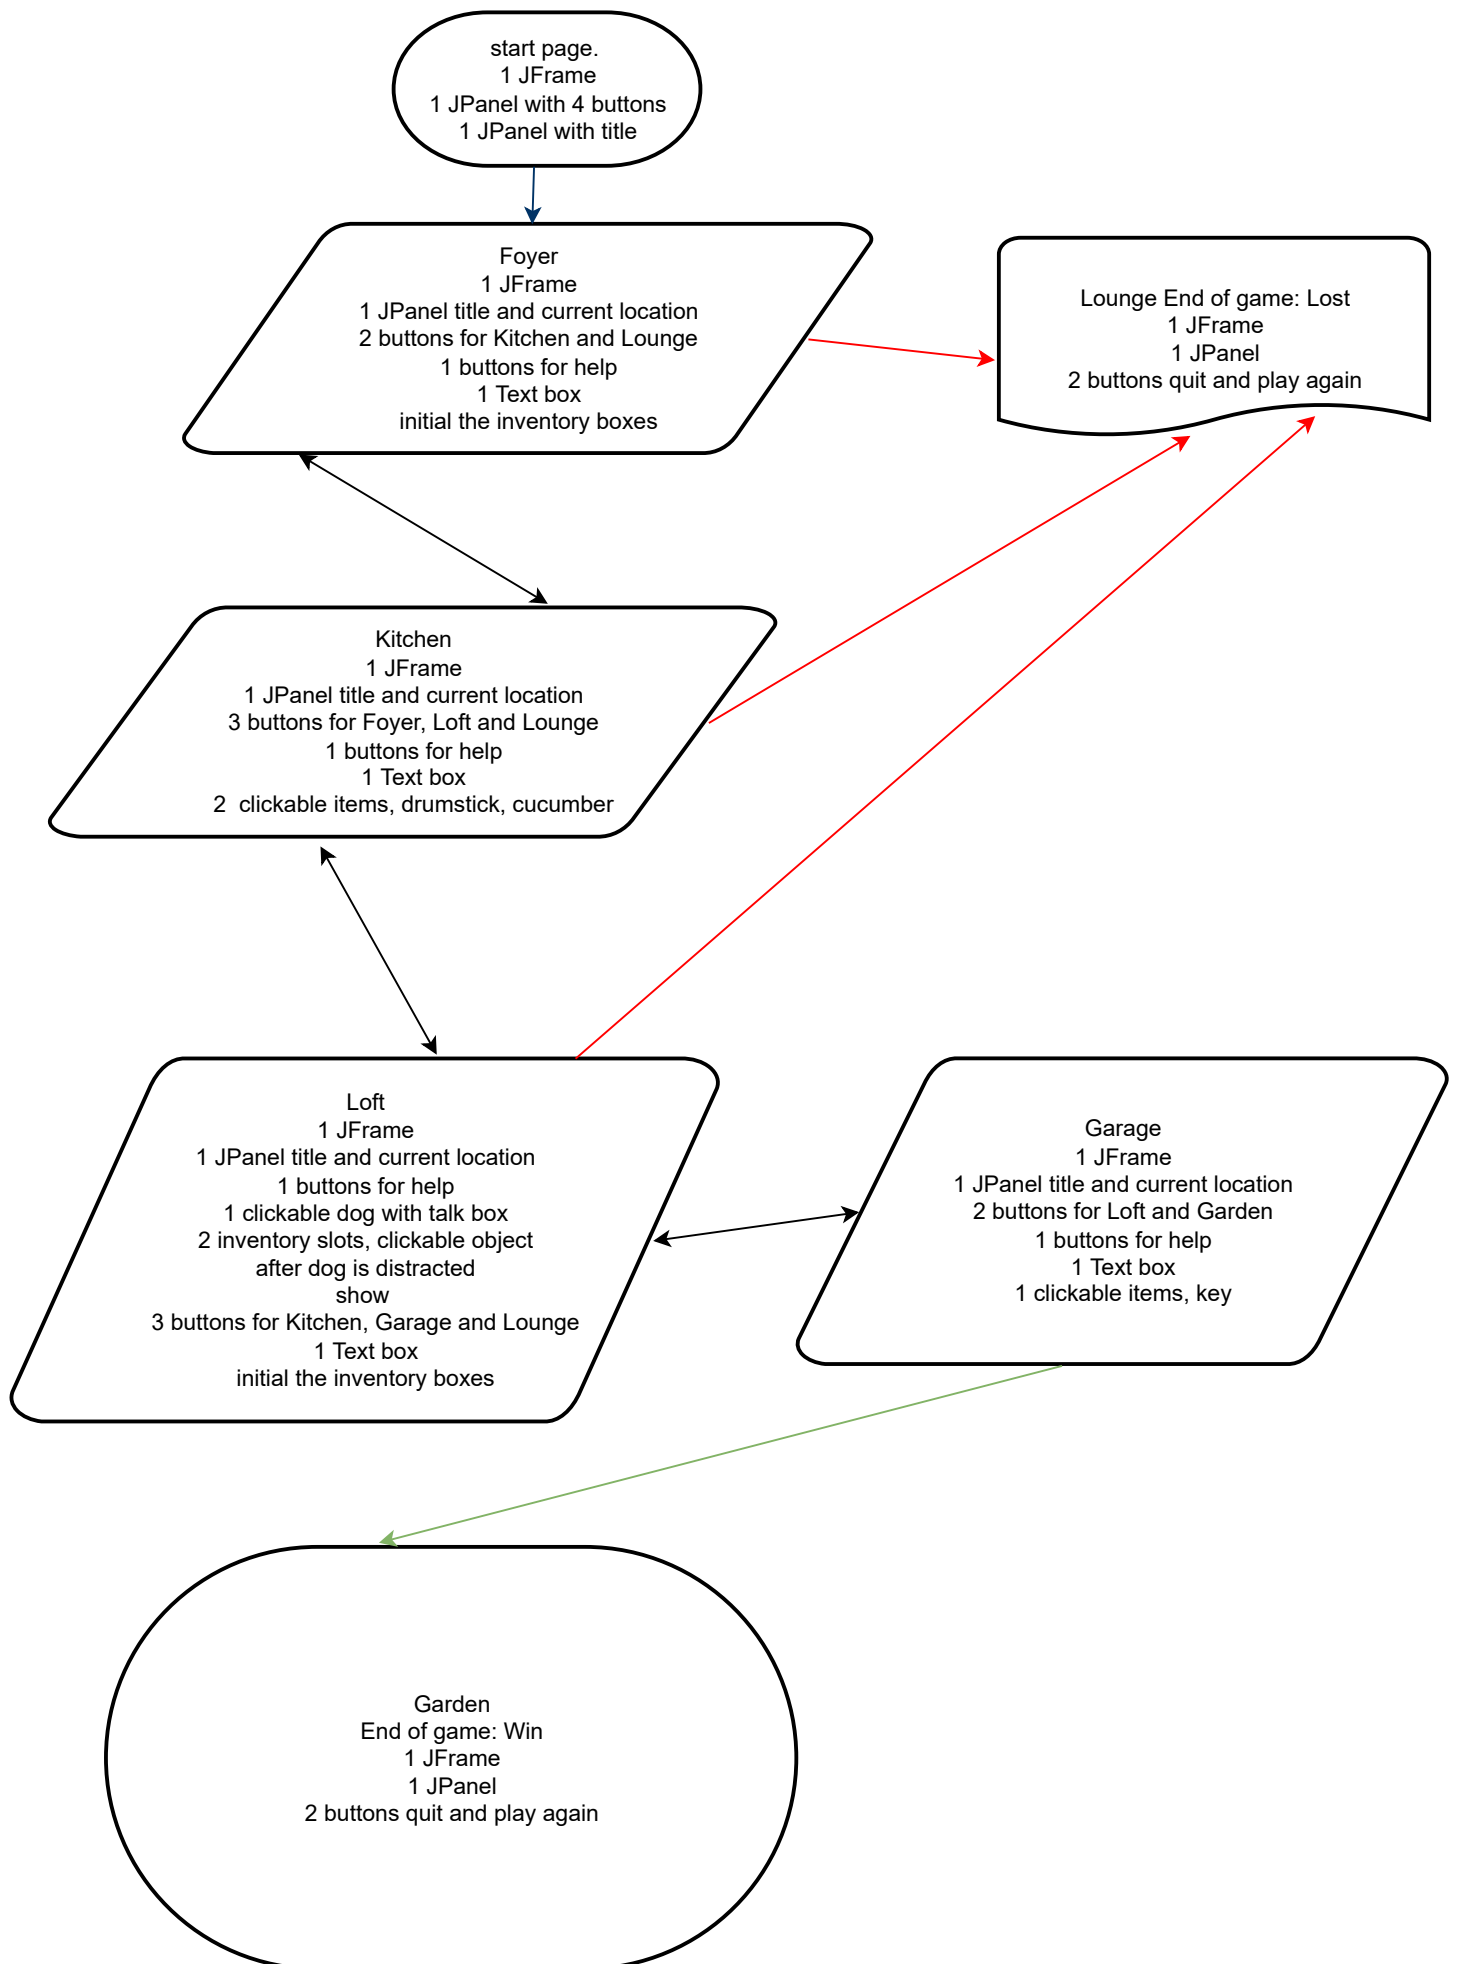 start page.
1 JFrame
1 JPanel with 4 buttons
1 JPanel with title
Foyer
1 JFrame
1 JPanel title and current location
2 buttons for Kitchen and Lounge
1 buttons for help
1 Text box
initial the inventory boxes
Lounge End of game: Lost
1 JFrame
1 JPanel
2 buttons quit and play again
Kitchen
1 JFrame
1 JPanel title and current location
3 buttons for Foyer, Loft and Lounge
1 buttons for help
1 Text box
2  clickable items, drumstick, cucumber
Loft
1 JFrame
1 JPanel title and current location
1 buttons for help
1 clickable dog with talk box
2 inventory slots, clickable object
after dog is distracted
show
3 buttons for Kitchen, Garage and Lounge
1 Text box
initial the inventory boxes
Garage
1 JFrame
1 JPanel title and current location
2 buttons for Loft and Garden
1 buttons for help
1 Text box
1 clickable items, key
Garden
End of game: Win
1 JFrame
1 JPanel
2 buttons quit and play again